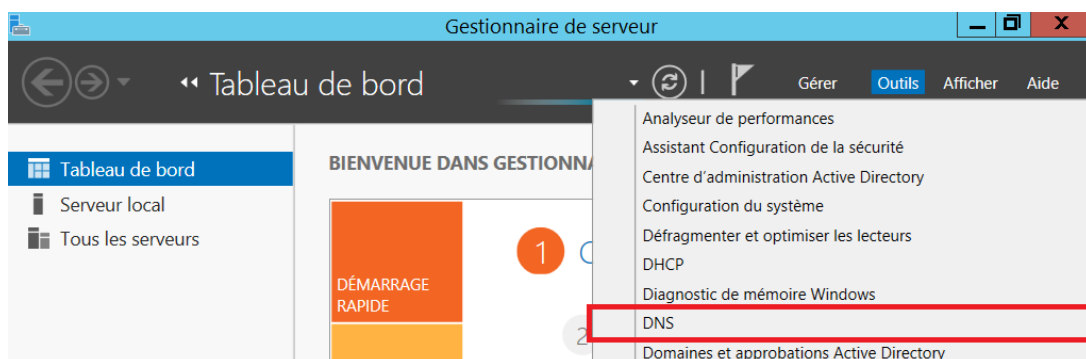 Gestionnaire de serveur
Tableau de bord
Gérer Outils Afficher Aide
Tableau de bord
Serveur local
Tous les serveurs
BIENVENUE DANS
DÉMARRAGE
RAPIDE
1
2
Analyseur de performances
Assistant Configuration de la sécurité
Centre d'administration Active Directory
Configuration du système
Défragmenter et optimiser les lecteurs
DHCP
Diagnostic de mémoire Windows
DNS
Domaines et approbations Active Directory